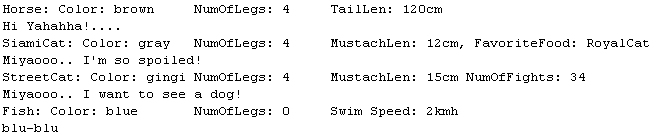 Horse: Color: brown NumOfLegs: 4 TailLen: 120cm
Hi Yahahha!....
SiamiCat: Color: gray NumOfLegs: 4 MustachLen: 12cm, FavoriteFood: RoyalCat
Miyaooo.. I'm so spoiled!
StreetCat: Color: gingi NumOfLegs: 4 MustachLen: 15cm NumOfFights: 34
Miyaooo.. I want to see a dog!
Fish: Color: blue NumOfLegs: 0 Swim Speed: 2kmh
blu-blu